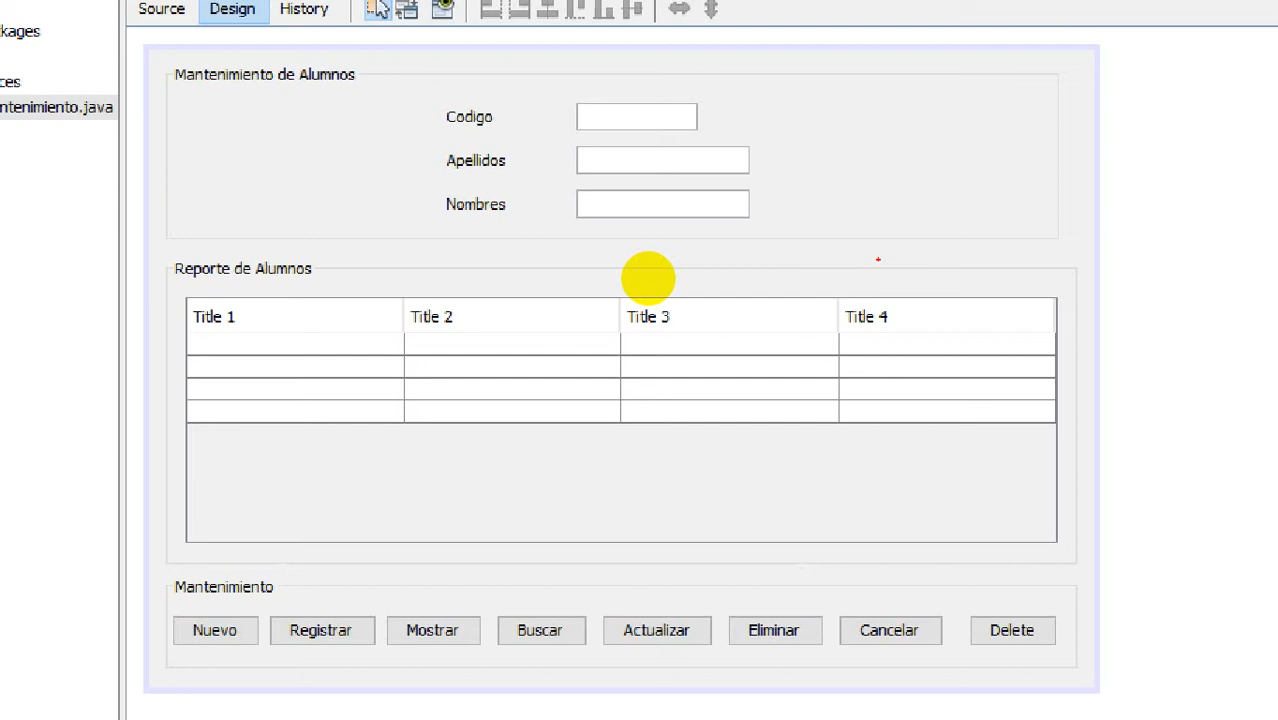 Source Design History
kages
ces
ntenimiento.java
Mantenimiento de Alumnos
Codigo
Apellidos
Nombres
Reporte de Alumnos
Title 1 Title 2 Title 3 Title 4
Mantenimiento
Nuevo Registrar Mostrar Buscar Actualizar Eliminar Cancelar Delete